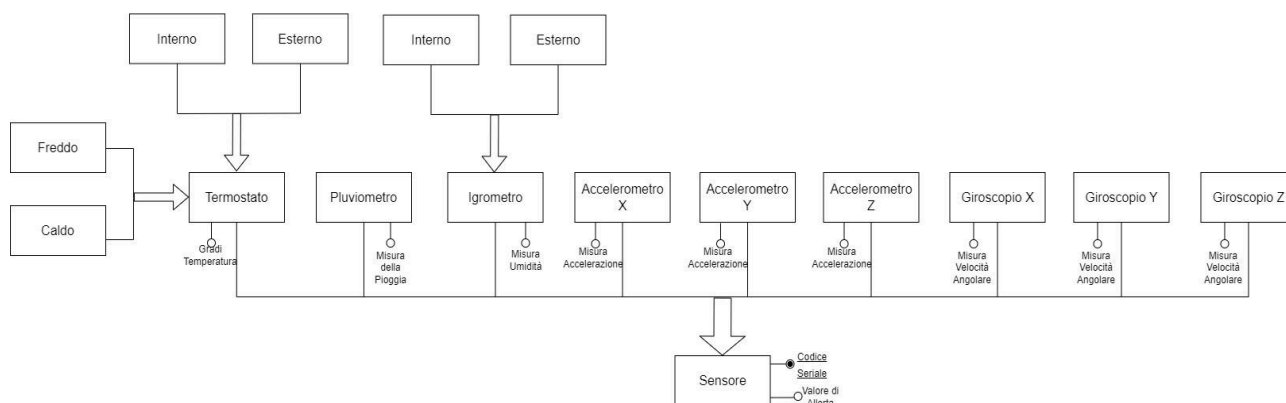 Interno
Esterno
Interno
Esterno
Freddo
Caldo
Termostato
Pluviometro
Igrometro
Accelerometro
X
Accelerometro
Y
Accelerometro
Z
Giroscopio X
Giroscopio Y
Giroscopio Z
Gradi
Temperatura
Misura
della
Pioggia
Misura
Umiditá
Misura
Accelerazione
Misura
Accelerazione
Misura
Accelerazione
Misura
Velocità
Angolare
Misura
Velocità
Angolare
Misura
Velocità
Angolare
Sensore
Codice
Seriale
Valore di
Allerta